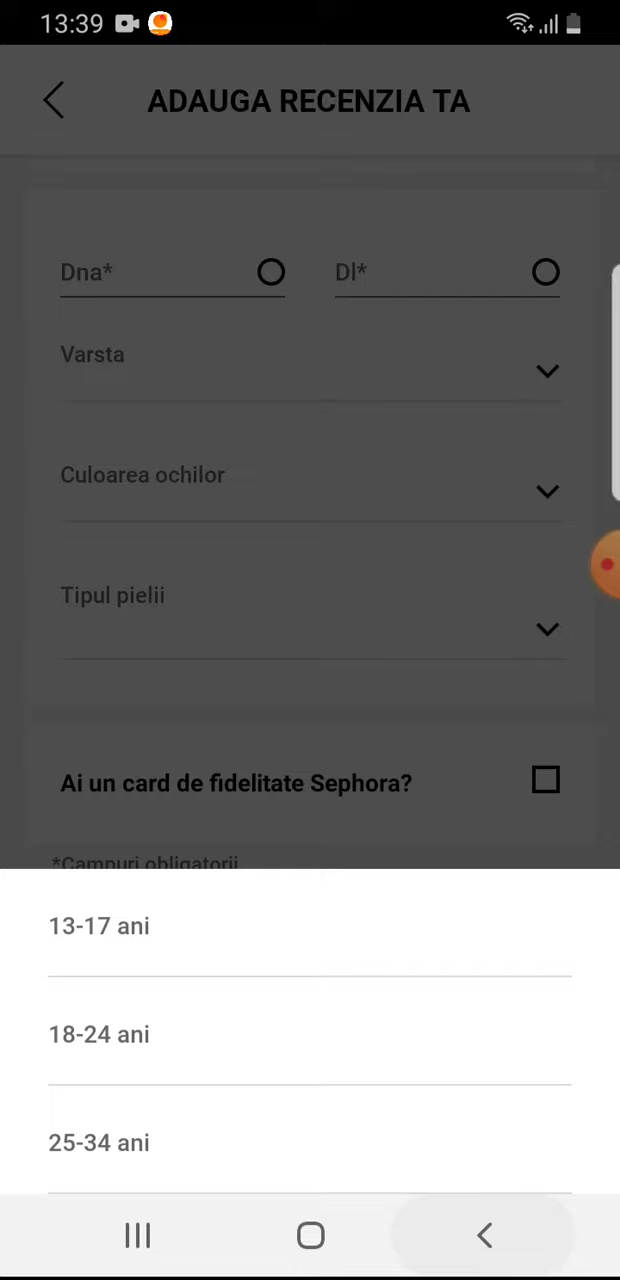 13:39
ADAUGA RECENZIA TA
Dna*
Dl*
Varsta
Culoarea ochilor
Tipul pielii
Ai un card de fidelitate Sephora?
*Campuri obligatorii
13-17 ani
18-24 ani
25-34 ani